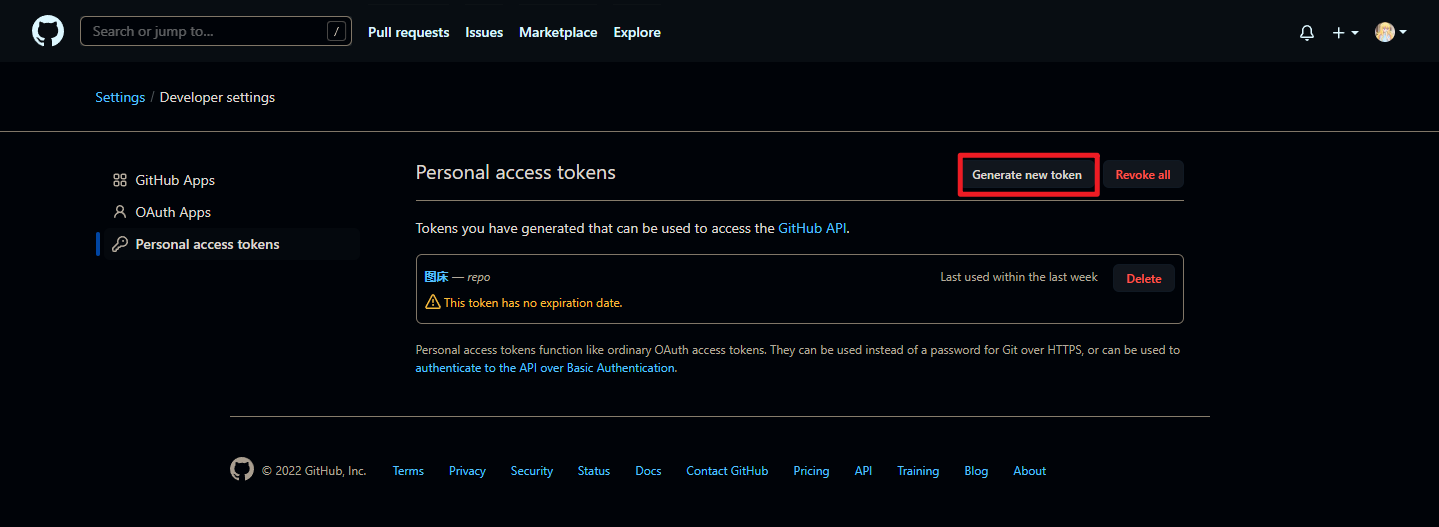 Search or jump to... /
Pull requests Issues Marketplace Explore
Settings / Developer settings
GitHub Apps
OAuth Apps
Personal access tokens
Personal access tokens
Generate new token Revoke all
Tokens you have generated that can be used to access the GitHub API.
图床 — repo Last used within the last week Delete
This token has no expiration date.
Personal access tokens function like ordinary OAuth access tokens. They can be used instead of a password for Git over HTTPS, or can be used to
authenticate to the API over Basic Authentication.
© 2022 GitHub, Inc. Terms Privacy Security Status Docs Contact GitHub Pricing API Training Blog About